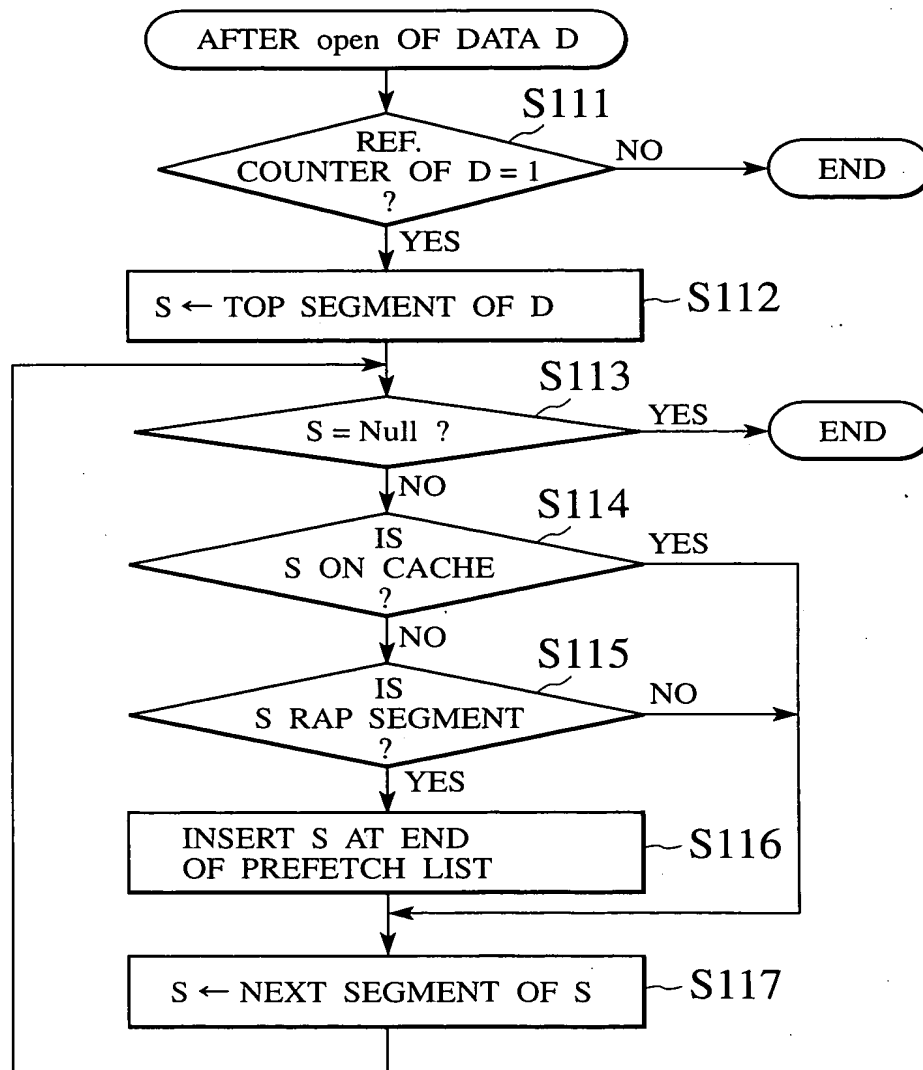 AFTER open OF DATA D
S111
REF.
COUNTER OF D = 1
?
NO
END
YES
S ← TOP SEGMENT OF D
S112
S113
S = Null ?
YES
END
NO
S114
IS
S ON CACHE
?
YES
NO
S115
IS
S RAP SEGMENT
?
NO
YES
INSERT S AT END
OF PREFETCH LIST
S116
S ← NEXT SEGMENT OF S
S117